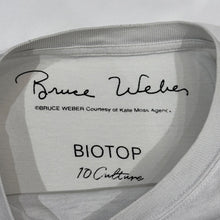 Bruce Weber
©BRUCE WEBER Courtesy of Kate Moss Agency.
BIOTOP
10 Culture